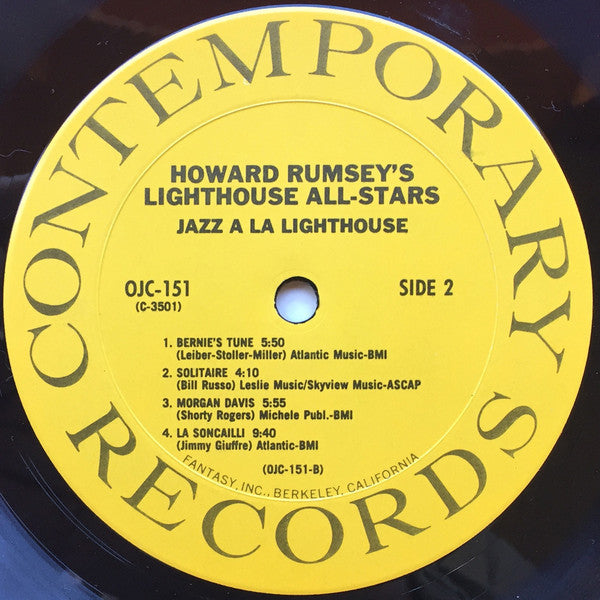 CONTEMPORARY RECORDS
HOWARD RUMSEY'S
LIGHTHOUSE ALL-STARS
JAZZ A LA LIGHTHOUSE
OJC-151
(C-3501)
SIDE 2
1. BERNIE'S TUNE 5:50
(Leiber-Stoller-Miller) Atlantic Music-BMI
2. SOLITAIRE 4:10
(Bill Russo) Leslie Music/Skyview Music-ASCAP
3. MORGAN DAVIS 5:55
(Shorty Rogers) Michele Publ.-BMI
4. LA SONCAILLI 9:40
(Jimmy Giuffre) Atlantic-BMI
(OJC-151-B)
FANTASY, INC., BERKELEY, CALIFORNIA